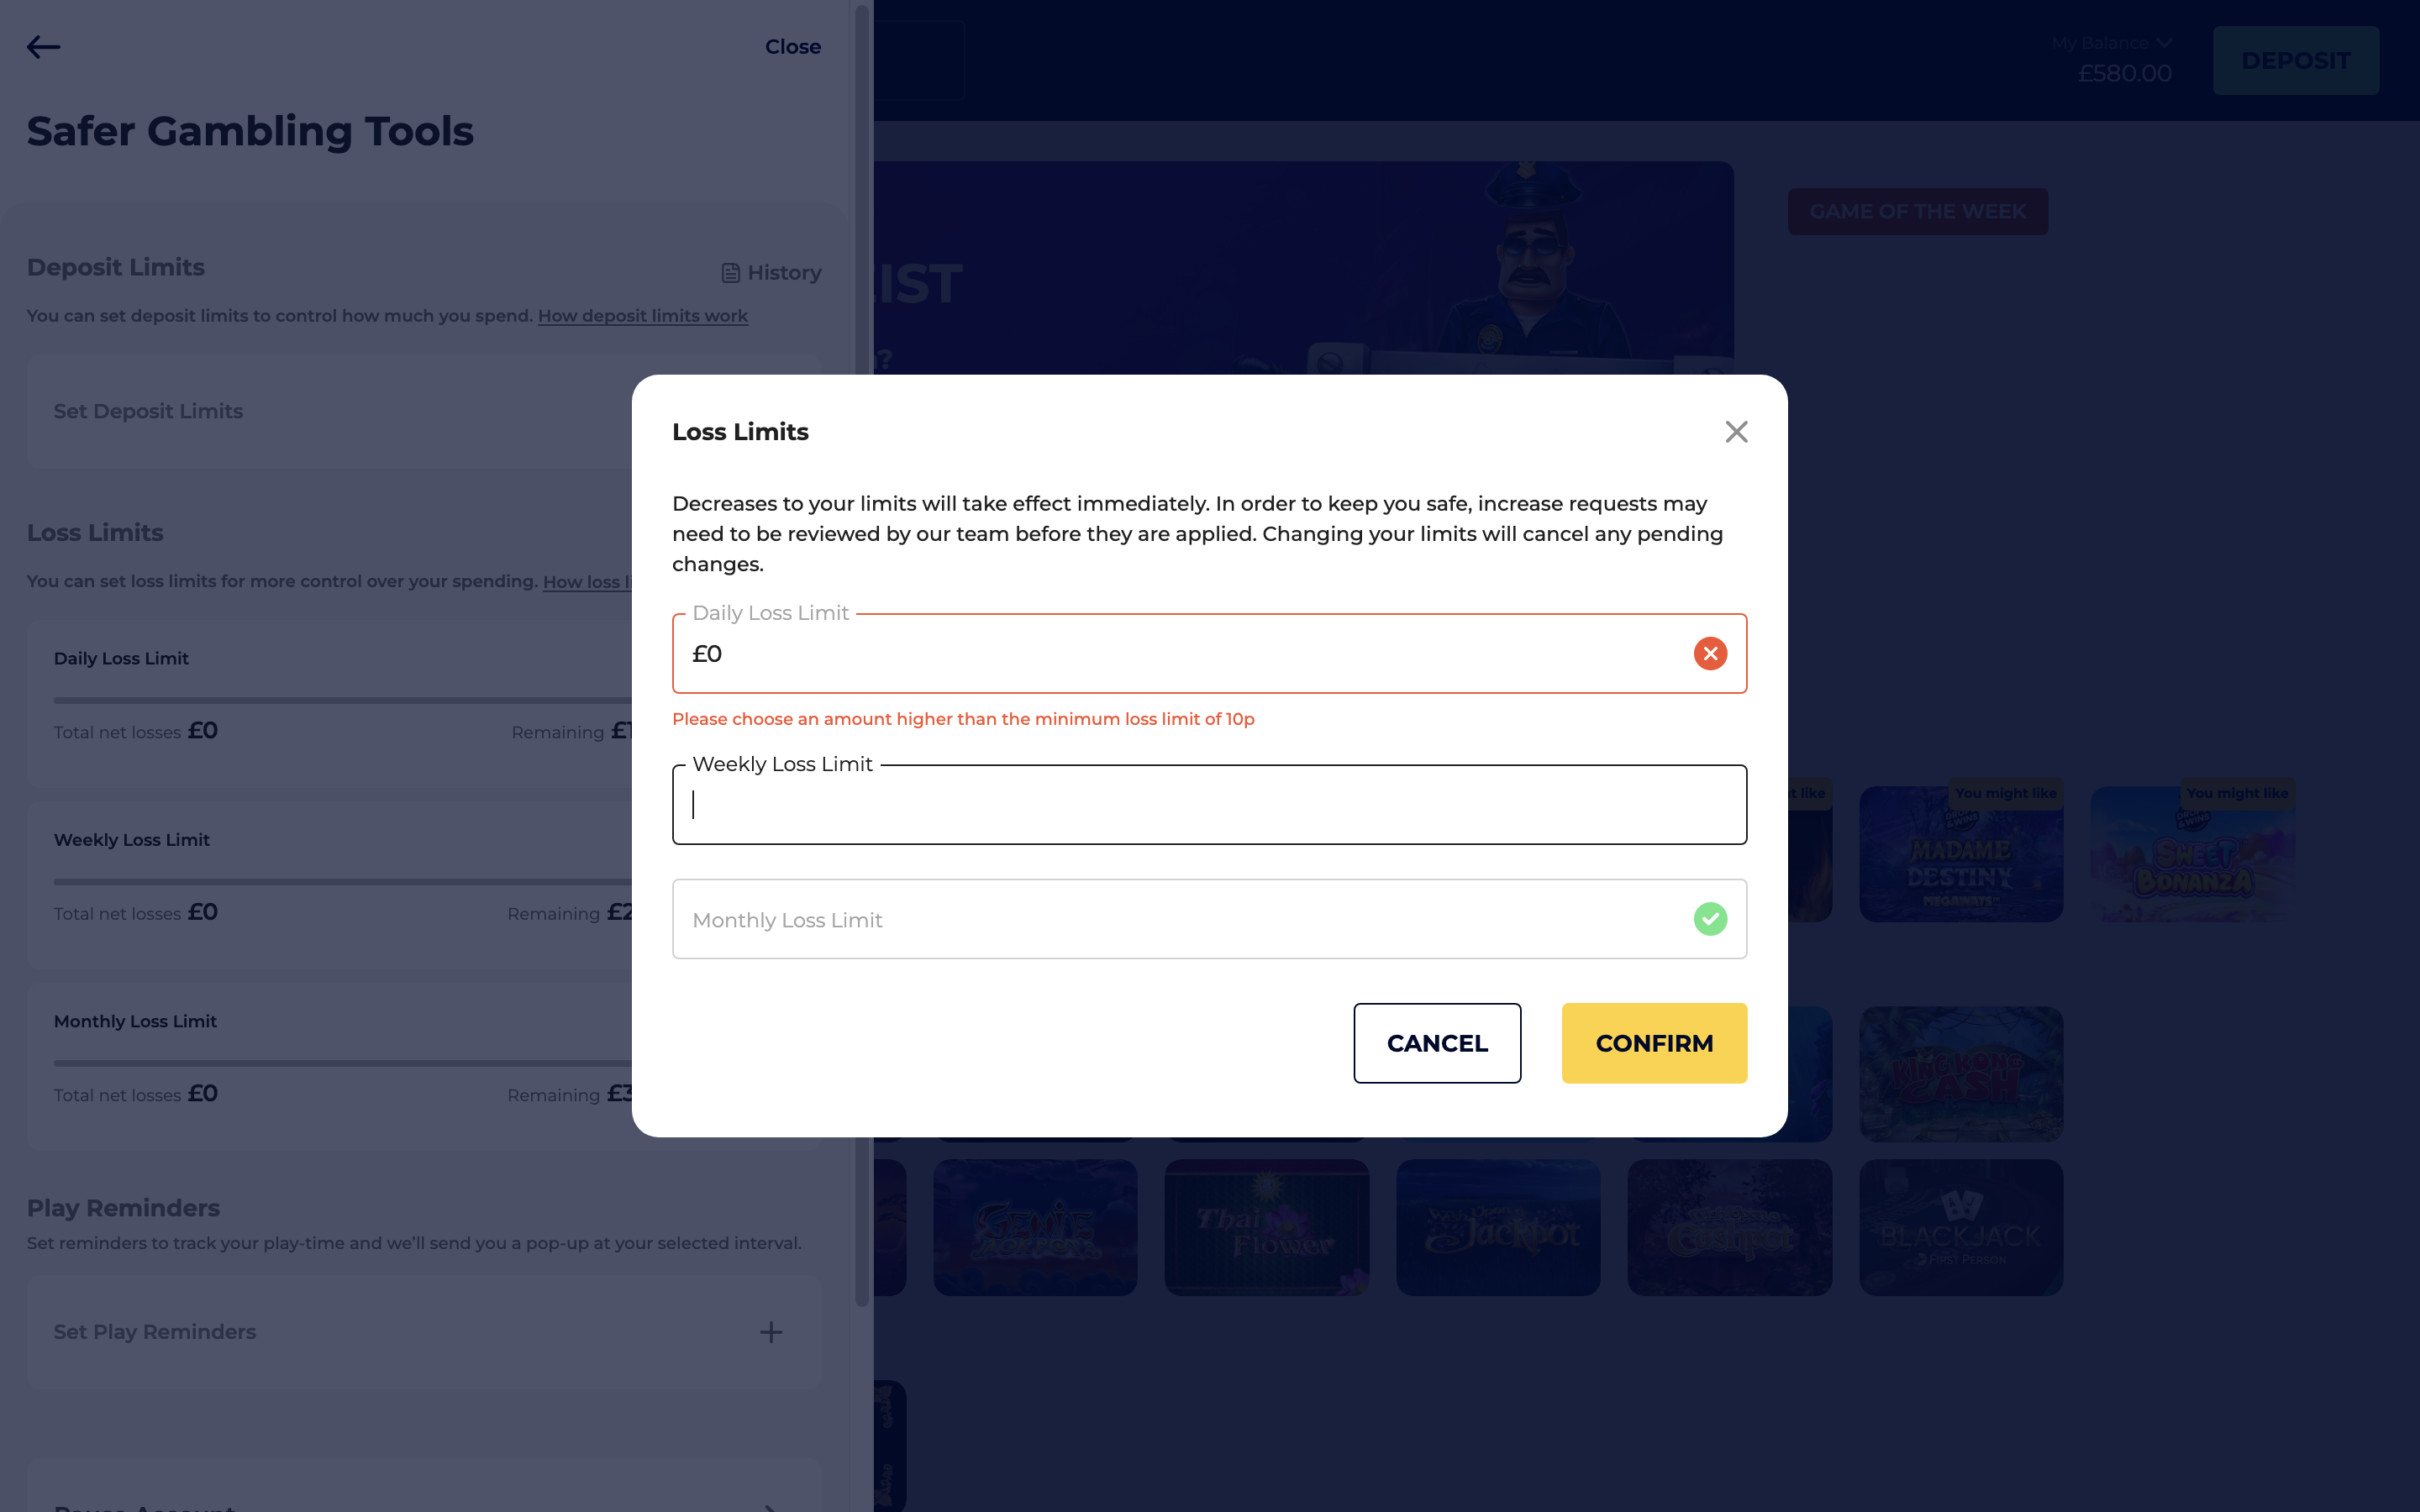 Close
Safer Gambling Tools
Deposit Limits
History
You can set deposit limits to control how much you spend. How deposit limits work
Set Deposit Limits
Loss Limits
You can set loss limits for more control over your spending. How loss
Daily Loss Limit
Total net losses £0
Remaining
Weekly Loss Limit
Total net losses £0
Remaining £2
Monthly Loss Limit
Total net losses £0
Remaining £3
Play Reminders
Set reminders to track your play-time and we'll send you a pop-up at your selected interval.
Set Play Reminders
Pause Account
My Balance
£580.00
DEPOSIT
GAME OF THE WEEK
EIST
Loss Limits
Decreases to your limits will take effect immediately. In order to keep you safe, increase requests may
need to be reviewed by our team before they are applied. Changing your limits will cancel any pending
changes.
Daily Loss Limit
£0
Please choose an amount higher than the minimum loss limit of 10p
Weekly Loss Limit
Monthly Loss Limit
CANCEL
CONFIRM
t like
You might like
You might like
DROPS & WINS
MADAME
DESTINY
MEGAWAYS
DROPS & WINS
SWEET
BONANZA
KING KONG
CASH
GENIE
JACKPOTS
Thai
Flower
Wish Upon a
Jackpot
Cashpot
BLACKJACK
FIRST PERSON